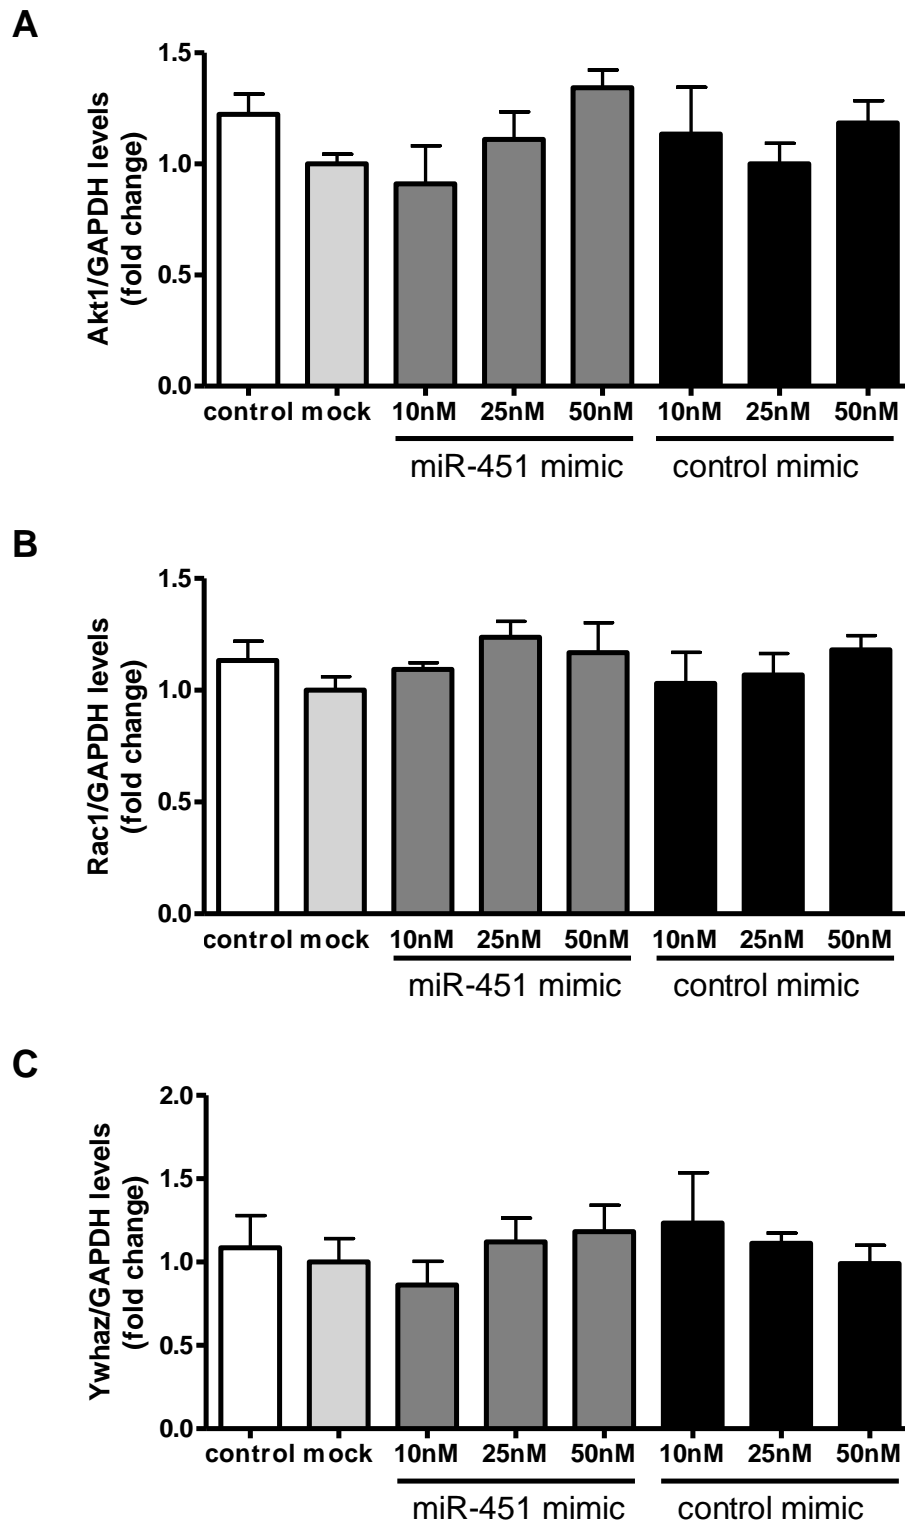 A
Akt1/GAPDH levels
(fold change)
1.5
1.0
0.5
0.0
control mock 10nM 25nM 50nM 10nM 25nM 50nM
miR-451 mimic control mimic
B
Rac1/GAPDH levels
(fold change)
1.5
1.0
0.5
0.0
control mock 10nM 25nM 50nM 10nM 25nM 50nM
miR-451 mimic control mimic
C
Ywhaz/GAPDH levels
(fold change)
2.0
1.5
1.0
0.5
0.0
control mock 10nM 25nM 50nM 10nM 25nM 50nM
miR-451 mimic control mimic